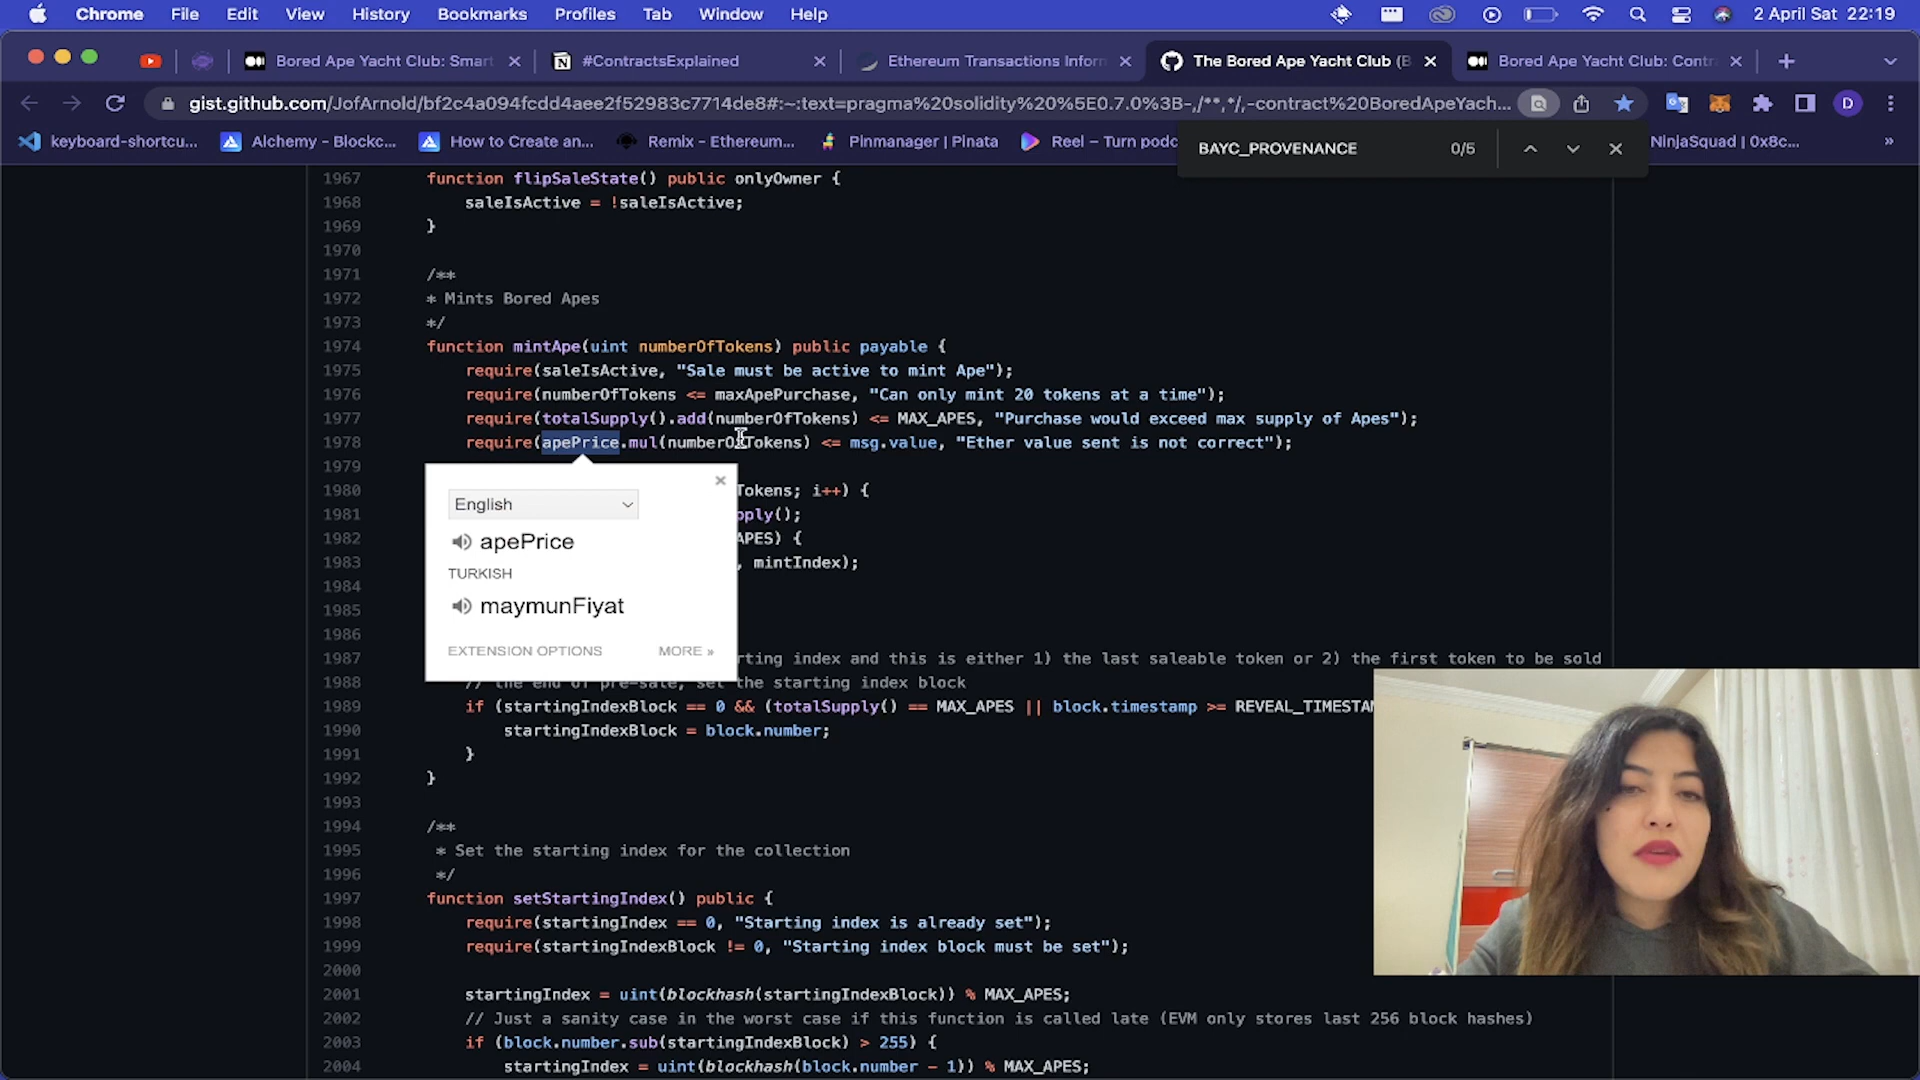 Chrome File Edit View History Bookmarks Profiles Tab Window Help 2 April Sat 22:19
Bored Ape Yacht Club: Smart #ContractsExplained Ethereum Transactions Inform The Bored Ape Yacht Club (B Bored Ape Yacht Club: Contr
gist.github.com/JofArnold/bf2c4a094fcdd4aee2f52983c7714de8#:~:text=pragma%20solidity%20%5E0.7.0%3B-,/**,*/,-contract%20BoredApeYach... D
keyboard-shortcu... Alchemy - Blockc... How to Create an... Remix – Ethereum... Pinmanager | Pinata Reel – Turn podc NinjaSquad | 0x8c... »
BAYC_PROVENANCE 0/5
1967 function flipSaleState() public onlyOwner {
1968 saleIsActive = !saleIsActive;
1969 }
1970
1971 /**
1972 * Mints Bored Apes
1973 */
1974 function mintApe(uint numberOfTokens) public payable {
1975 require(saleIsActive, "Sale must be active to mint Ape");
1976 require(numberOfTokens <= maxApePurchase, "Can only mint 20 tokens at a time");
1977 require(totalSupply().add(numberOfTokens) <= MAX_APES, "Purchase would exceed max supply of Apes");
1978 require(apePrice.mul(numberOfTokens) <= msg.value, "Ether value sent is not correct");
1979
1980 Tokens; i++) {
1981 pply();
1982 APES) {
1983 , mintIndex);
1984
1985
1986
1987 rting index and this is either 1) the last saleable token or 2) the first token to be sold
1988 // the end of pre-sale, set the starting index block
1989 if (startingIndexBlock == 0 && (totalSupply() == MAX_APES || block.timestamp >= REVEAL_TIMESTAM
1990 startingIndexBlock = block.number;
1991 }
1992 }
1993
1994 /**
1995 * Set the starting index for the collection
1996 */
1997 function setStartingIndex() public {
1998 require(startingIndex == 0, "Starting index is already set");
1999 require(startingIndexBlock != 0, "Starting index block must be set");
2000
2001 startingIndex = uint(blockhash(startingIndexBlock)) % MAX_APES;
2002 // Just a sanity case in the worst case if this function is called late (EVM only stores last 256 block hashes)
2003 if (block.number.sub(startingIndexBlock) > 255) {
2004 startingIndex = uint(blockhash(block.number - 1)) % MAX_APES;
English
apePrice
TURKISH
maymunFiyat
EXTENSION OPTIONS MORE »